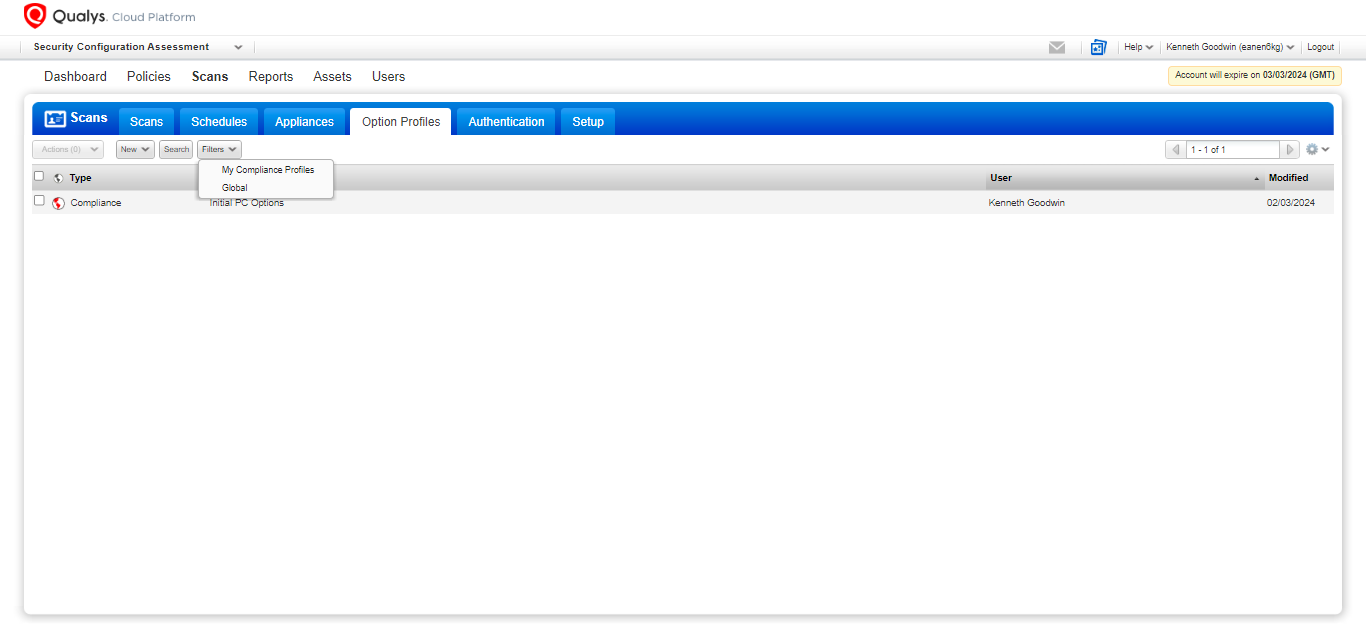 Qualys. Cloud Platform
Security Configuration Assessment
Help
Kenneth Goodwin (eanen6kg)
Logout
Dashboard Policies Scans Reports Assets Users
Account will expire on 03/03/2024 (GMT)
Scans
Scans Schedules Appliances Option Profiles Authentication Setup
Actions (0) New Search Filters
1 - 1 of 1
My Compliance Profiles
Global
Type User Modified
Compliance Initial PC Options Kenneth Goodwin 02/03/2024